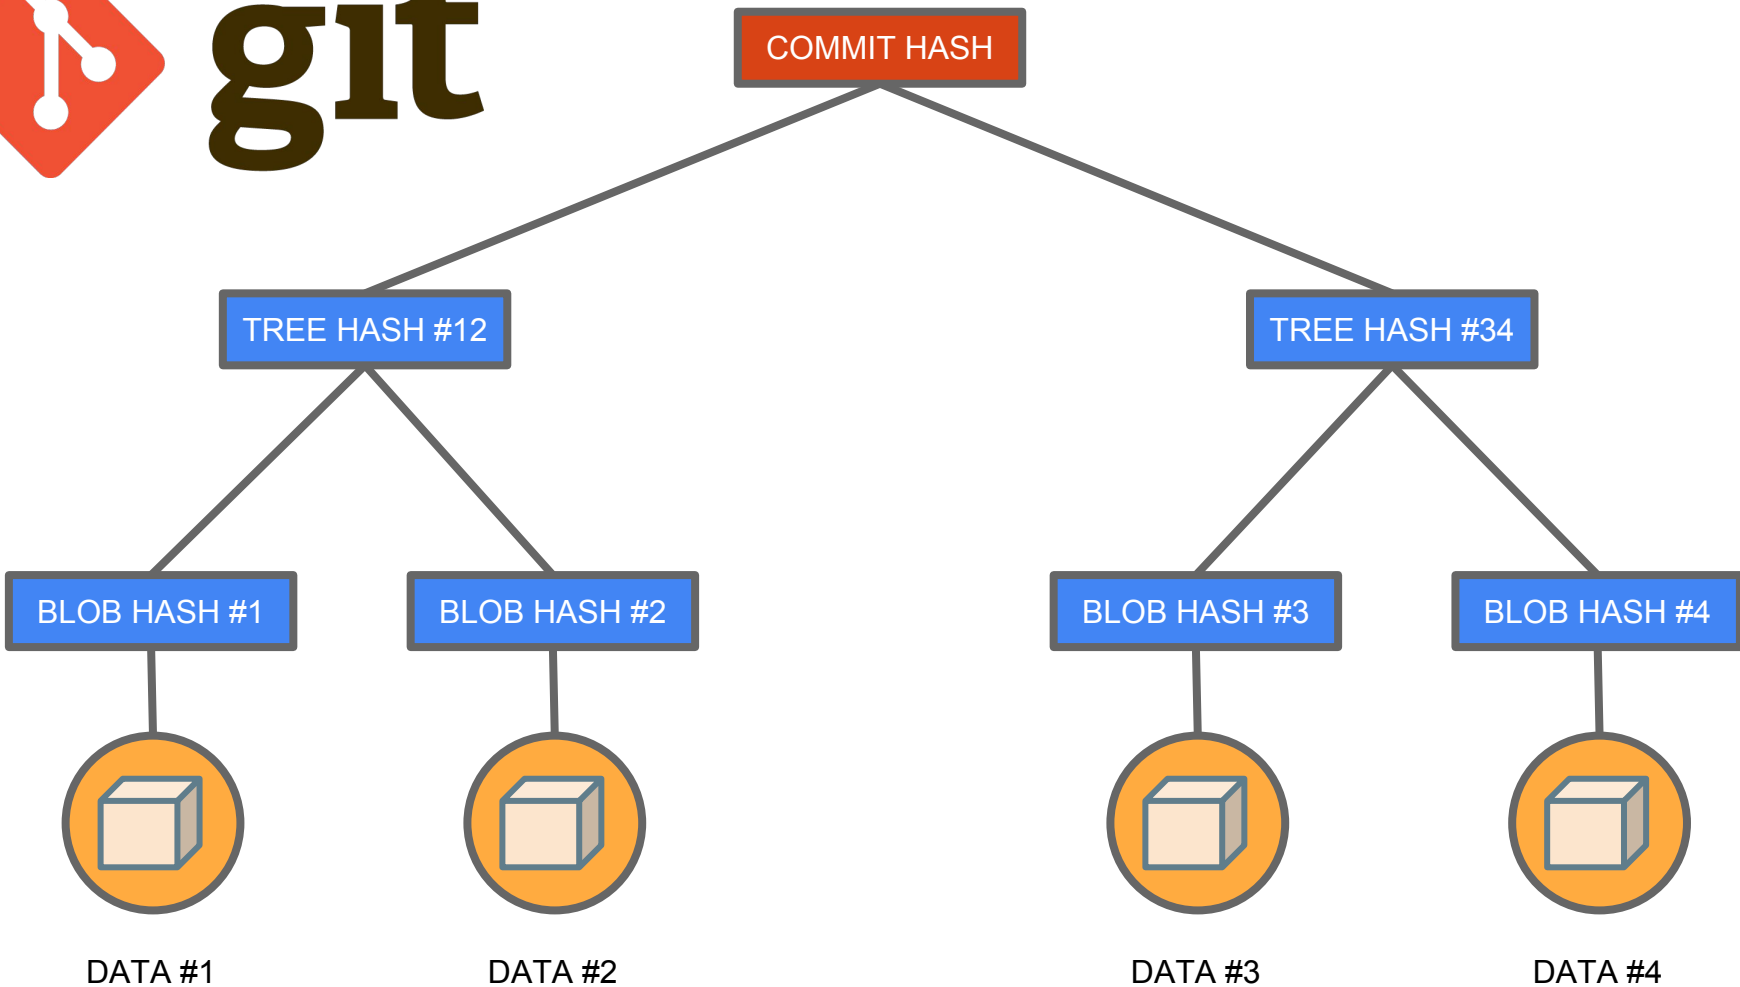 git
COMMIT HASH
TREE HASH #12
TREE HASH #34
BLOB HASH #1
BLOB HASH #2
BLOB HASH #3
BLOB HASH #4
DATA #1
DATA #2
DATA #3
DATA #4